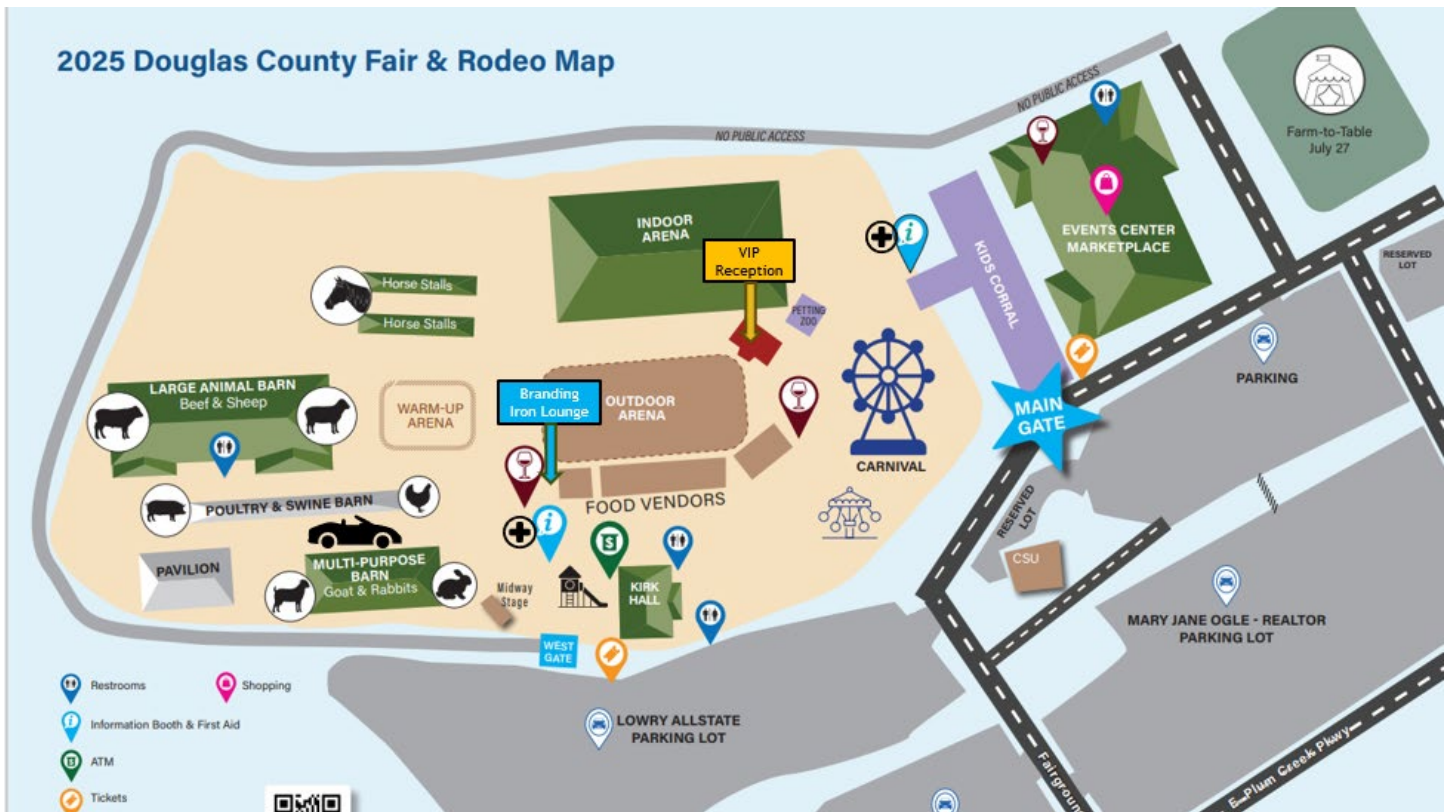 2025 Douglas County Fair & Rodeo Map
NO PUBLIC ACCESS
NO PUBLIC ACCESS
Farm-to-Table
July 27
INDOOR
ARENA
VIP
Reception
PETTING
ZOO
KIDS CORRAL
EVENTS CENTER
MARKETPLACE
RESERVED
LOT
Horse Stalls
Horse Stalls
LARGE ANIMAL BARN
Beef & Sheep
WARM-UP
ARENA
Branding
Iron Lounge
OUTDOOR
ARENA
CARNIVAL
MAIN
GATE
PARKING
POULTRY & SWINE BARN
FOOD VENDORS
RESERVED
LOT
CSU
PAVILION
MULTI-PURPOSE
BARN
Goat & Rabbits
Midway
Stage
KIRK
HALL
WEST
GATE
MARY JANE OGLE - REALTOR
PARKING LOT
LOWRY ALLSTATE
PARKING LOT
Restrooms
Shopping
Information Booth & First Aid
ATM
Tickets
Fairground
E Plum Creek Pkwy